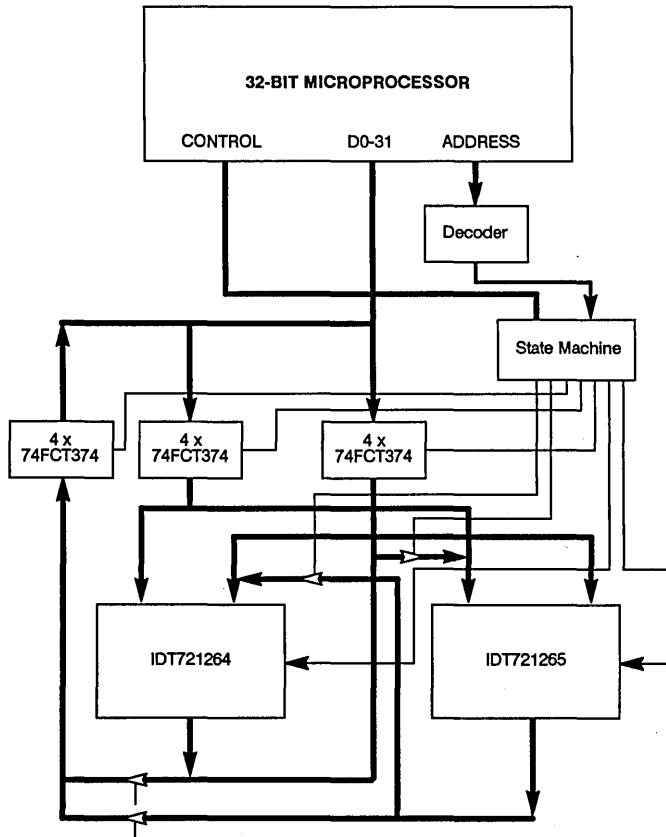 32-BIT MICROPROCESSOR
CONTROL
D0-31
ADDRESS
Decoder
State Machine
4 x
74FCT374
4 x
74FCT374
4 x
74FCT374
IDT721264
IDT721265